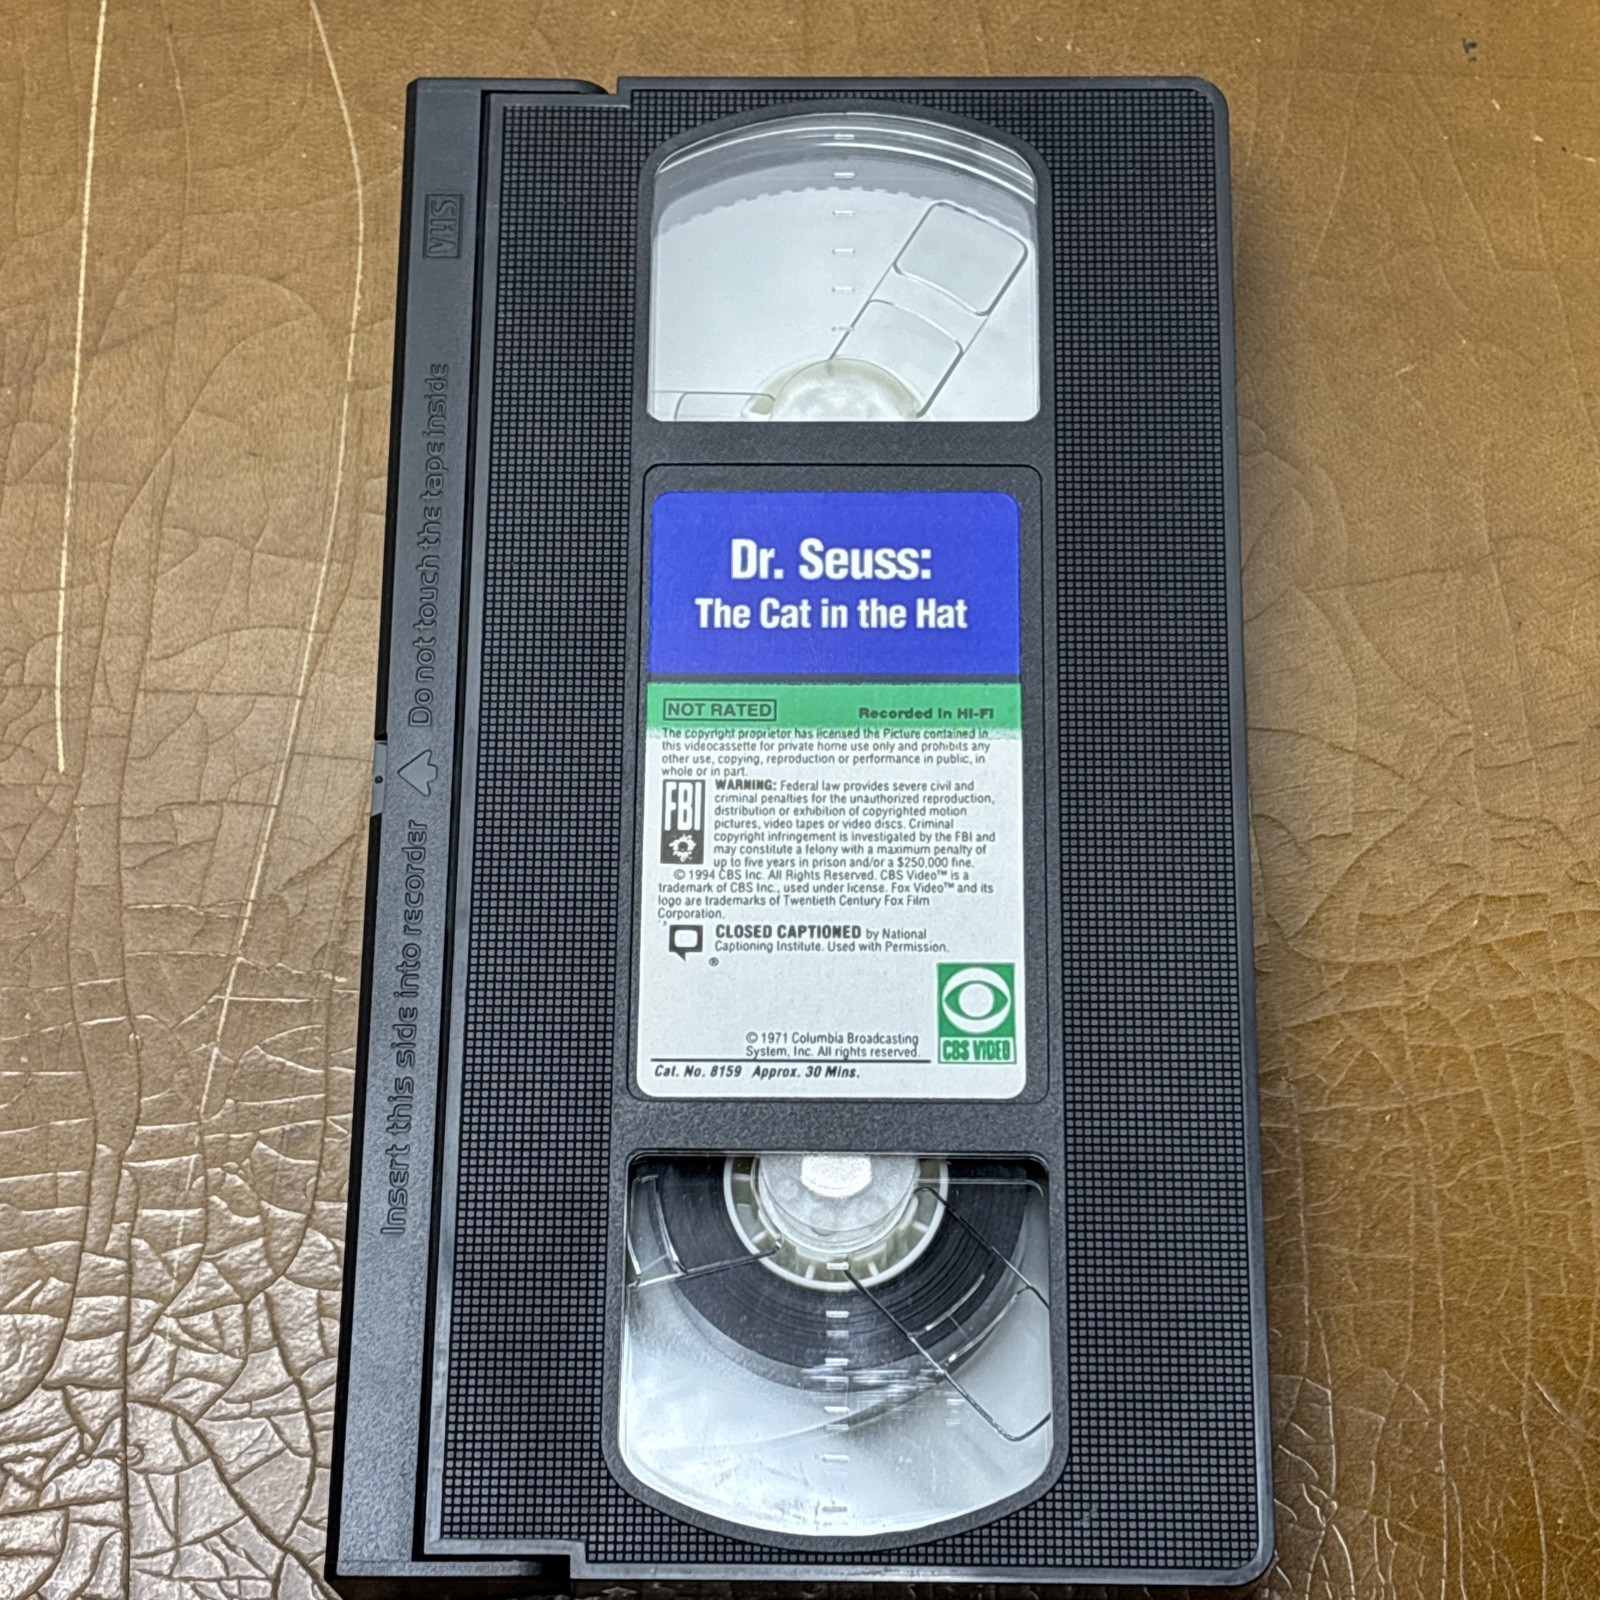 VHS
Do not touch the tape inside
Insert this side into recorder
Dr. Seuss:
The Cat in the Hat
NOT RATED
Recorded in HI-FI
The copyright proprietor has licensed the Picture contained in
this videocassette for private home use only and prohibits any
other use, copying, reproduction or performance in public, in
whole or in part.
FBI
WARNING: Federal law provides severe civil and
criminal penalties for the unauthorized reproduction,
distribution or exhibition of copyrighted motion
pictures, video tapes or video discs. Criminal
copyright infringement is investigated by the FBI and
may constitute a felony with a maximum penalty of
up to five years in prison and/or a $250,000 fine.
© 1994 CBS Inc. All Rights Reserved. CBS Video™ is a
trademark of CBS Inc., used under license. Fox Video™ and its
logo are trademarks of Twentieth Century Fox Film
Corporation.
CLOSED CAPTIONED by National
Captioning Institute. Used with Permission.
®
CBS VIDEO
© 1971 Columbia Broadcasting
System, Inc. All rights reserved.
Cat. No. 8159 Approx. 30 Mins.